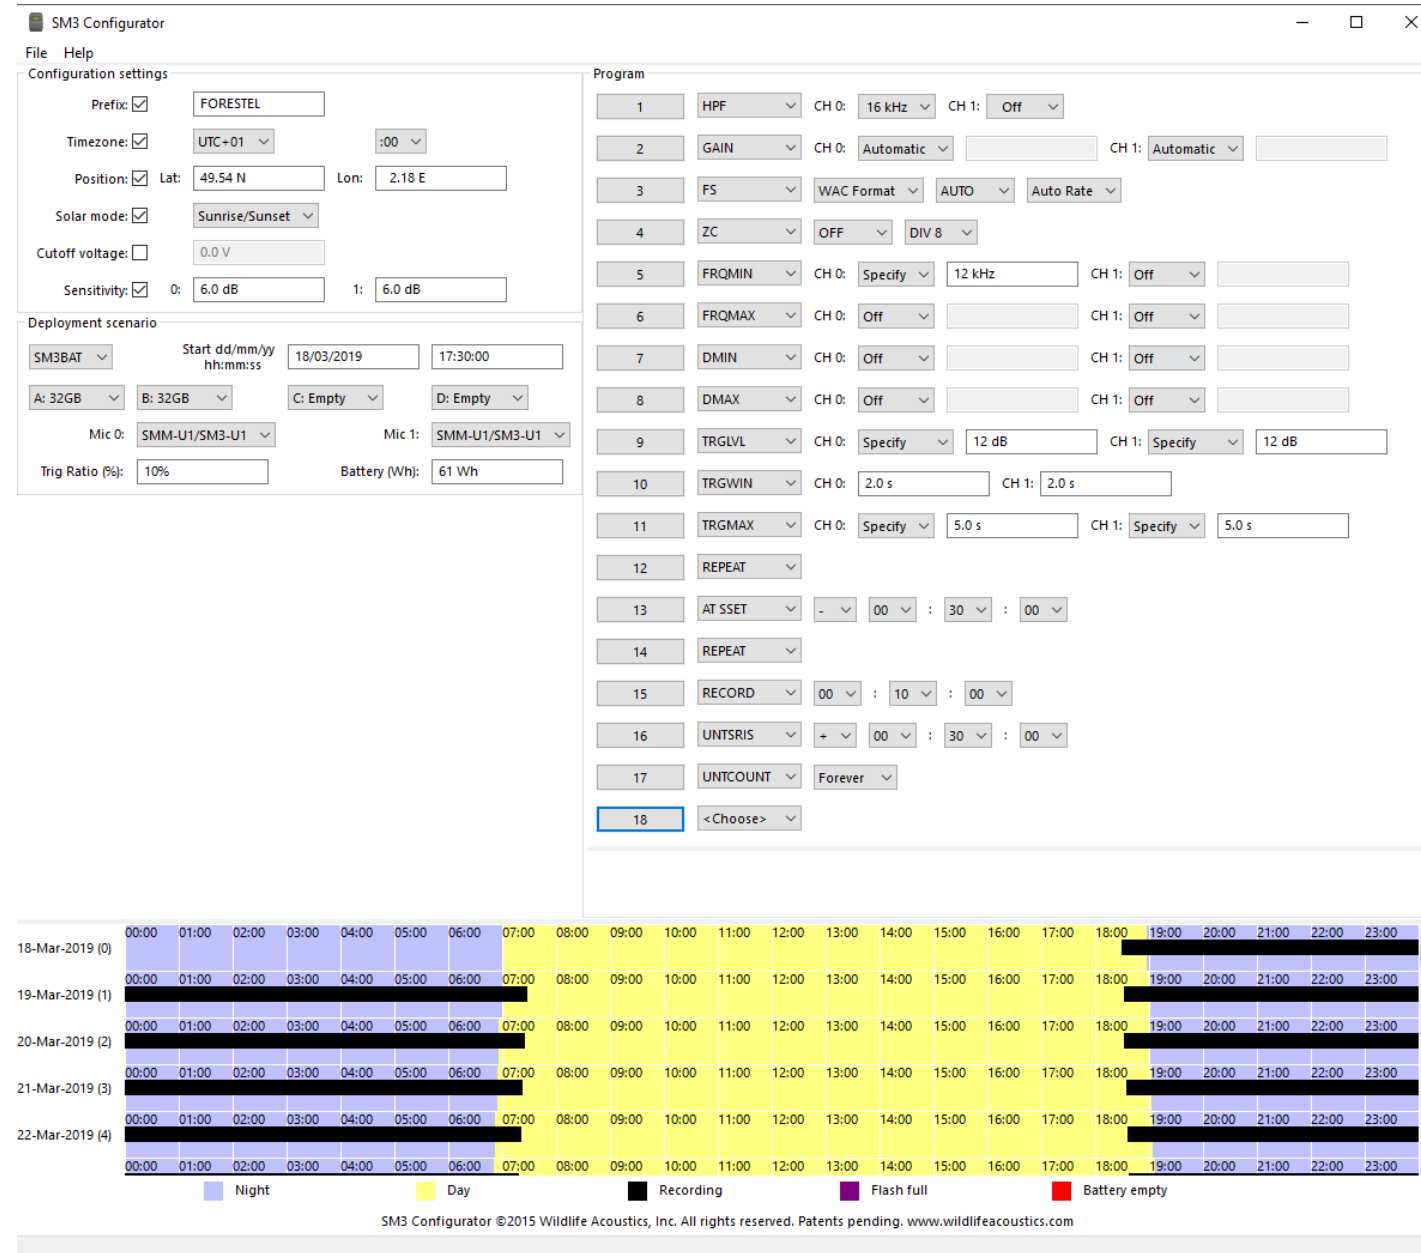 SM3 Configurator
File Help
Configuration settings
Prefix: FORESTEL
Timezone: UTC+01 :00
Position: Lat: 49.54 N Lon: 2.18 E
Solar mode: Sunrise/Sunset
Cutoff voltage: 0.0 V
Sensitivity: 0: 6.0 dB 1: 6.0 dB
Deployment scenario
SM3BAT Start dd/mm/yy hh:mm:ss 18/03/2019 17:30:00
A: 32GB B: 32GB C: Empty D: Empty
Mic 0: SMM-U1/SM3-U1 Mic 1: SMM-U1/SM3-U1
Trig Ratio (%): 10% Battery (Wh): 61 Wh
Program
1 HPF CH 0: 16 kHz CH 1: Off
2 GAIN CH 0: Automatic CH 1: Automatic
3 FS WAC Format AUTO Auto Rate
4 ZC OFF DIV 8
5 FRQMIN CH 0: Specify 12 kHz CH 1: Off
6 FRQMAX CH 0: Off CH 1: Off
7 DMIN CH 0: Off CH 1: Off
8 DMAX CH 0: Off CH 1: Off
9 TRGLVL CH 0: Specify 12 dB CH 1: Specify 12 dB
10 TRGWIN CH 0: 2.0 s CH 1: 2.0 s
11 TRGMAX CH 0: Specify 5.0 s CH 1: Specify 5.0 s
12 REPEAT
13 AT SSET - 00 : 30 : 00
14 REPEAT
15 RECORD 00 : 10 : 00
16 UNTSRIS + 00 : 30 : 00
17 UNTCOUNT Forever
18 <Choose>
00:00 01:00 02:00 03:00 04:00 05:00 06:00 07:00 08:00 09:00 10:00 11:00 12:00 13:00 14:00 15:00 16:00 17:00 18:00 19:00 20:00 21:00 22:00 23:00
18-Mar-2019 (0)
00:00 01:00 02:00 03:00 04:00 05:00 06:00 07:00 08:00 09:00 10:00 11:00 12:00 13:00 14:00 15:00 16:00 17:00 18:00 19:00 20:00 21:00 22:00 23:00
19-Mar-2019 (1)
00:00 01:00 02:00 03:00 04:00 05:00 06:00 07:00 08:00 09:00 10:00 11:00 12:00 13:00 14:00 15:00 16:00 17:00 18:00 19:00 20:00 21:00 22:00 23:00
20-Mar-2019 (2)
00:00 01:00 02:00 03:00 04:00 05:00 06:00 07:00 08:00 09:00 10:00 11:00 12:00 13:00 14:00 15:00 16:00 17:00 18:00 19:00 20:00 21:00 22:00 23:00
21-Mar-2019 (3)
00:00 01:00 02:00 03:00 04:00 05:00 06:00 07:00 08:00 09:00 10:00 11:00 12:00 13:00 14:00 15:00 16:00 17:00 18:00 19:00 20:00 21:00 22:00 23:00
22-Mar-2019 (4)
00:00 01:00 02:00 03:00 04:00 05:00 06:00 07:00 08:00 09:00 10:00 11:00 12:00 13:00 14:00 15:00 16:00 17:00 18:00 19:00 20:00 21:00 22:00 23:00
Night Day Recording Flash full Battery empty
SM3 Configurator ©2015 Wildlife Acoustics, Inc. All rights reserved. Patents pending. www.wildlifeacoustics.com